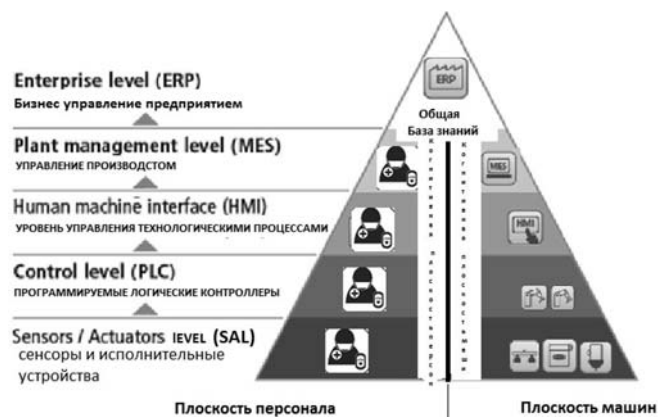 Enterprise level (ERP)
Бизнес управление предприятием
Plant management level (MES)
УПРАВЛЕНИЕ ПРОИЗВОДСТОМ
Human machine interface (HMI)
УРОВЕНЬ УПРАВЛЕНИЯ ТЕХНОЛОГИЧЕСКИМИ ПРОЦЕССАМИ
Control level (PLC)
ПРОГРАММИРУЕМЫЕ ЛОГИЧЕСКИЕ КОНТРОЛЛЕРЫ
Sensors / Actuators lEVEL (SAL)
сенсоры и исполнительные
устройства
ERP
Общая
База знаний
MES
HMI
Плоскость персонала
Плоскость машин